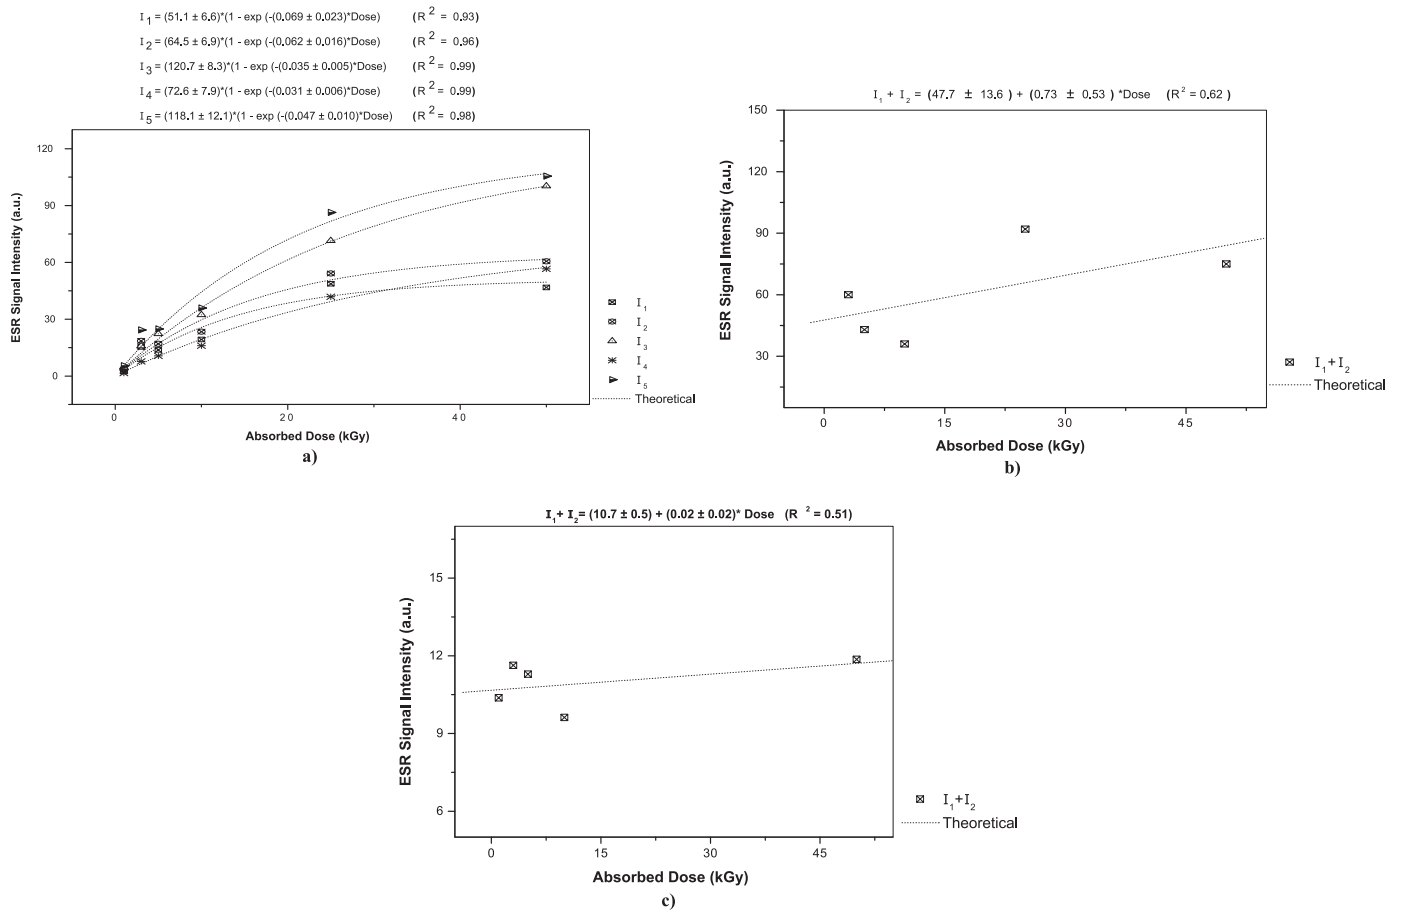 I1 = (51.1 ± 6.6)*(1 - exp (-(0.069 ± 0.023)*Dose) (R2 = 0.93)
I2 = (64.5 ± 6.9)*(1 - exp (-(0.062 ± 0.016)*Dose) (R2 = 0.96)
I3 = (120.7 ± 8.3)*(1 - exp (-(0.035 ± 0.005)*Dose) (R2 = 0.99)
I4 = (72.6 ± 7.9)*(1 - exp (-(0.031 ± 0.006)*Dose) (R2 = 0.99)
I5 = (118.1 ± 12.1)*(1 - exp (-(0.047 ± 0.010)*Dose) (R2 = 0.98)
120
90
60
30
0
ESR Signal Intensity (a.u.)
0 20 40
Absorbed Dose (kGy)
a)
I1
I2
I3
I4
I5
Theoretical
I1 + I2 = (47.7 ± 13.6) + (0.73 ± 0.53) *Dose (R2 = 0.62 )
150
120
90
60
30
ESR Signal Intensity (a.u.)
0 15 30 45
Absorbed Dose (kGy)
b)
I1+I2
Theoretical
I1+ I2= (10.7 ± 0.5) + (0.02 ± 0.02)* Dose (R 2 = 0.51)
15
12
9
6
ESR Signal Intensity (a.u.)
0 15 30 45
Absorbed Dose (kGy)
c)
I1+I2
Theoretical